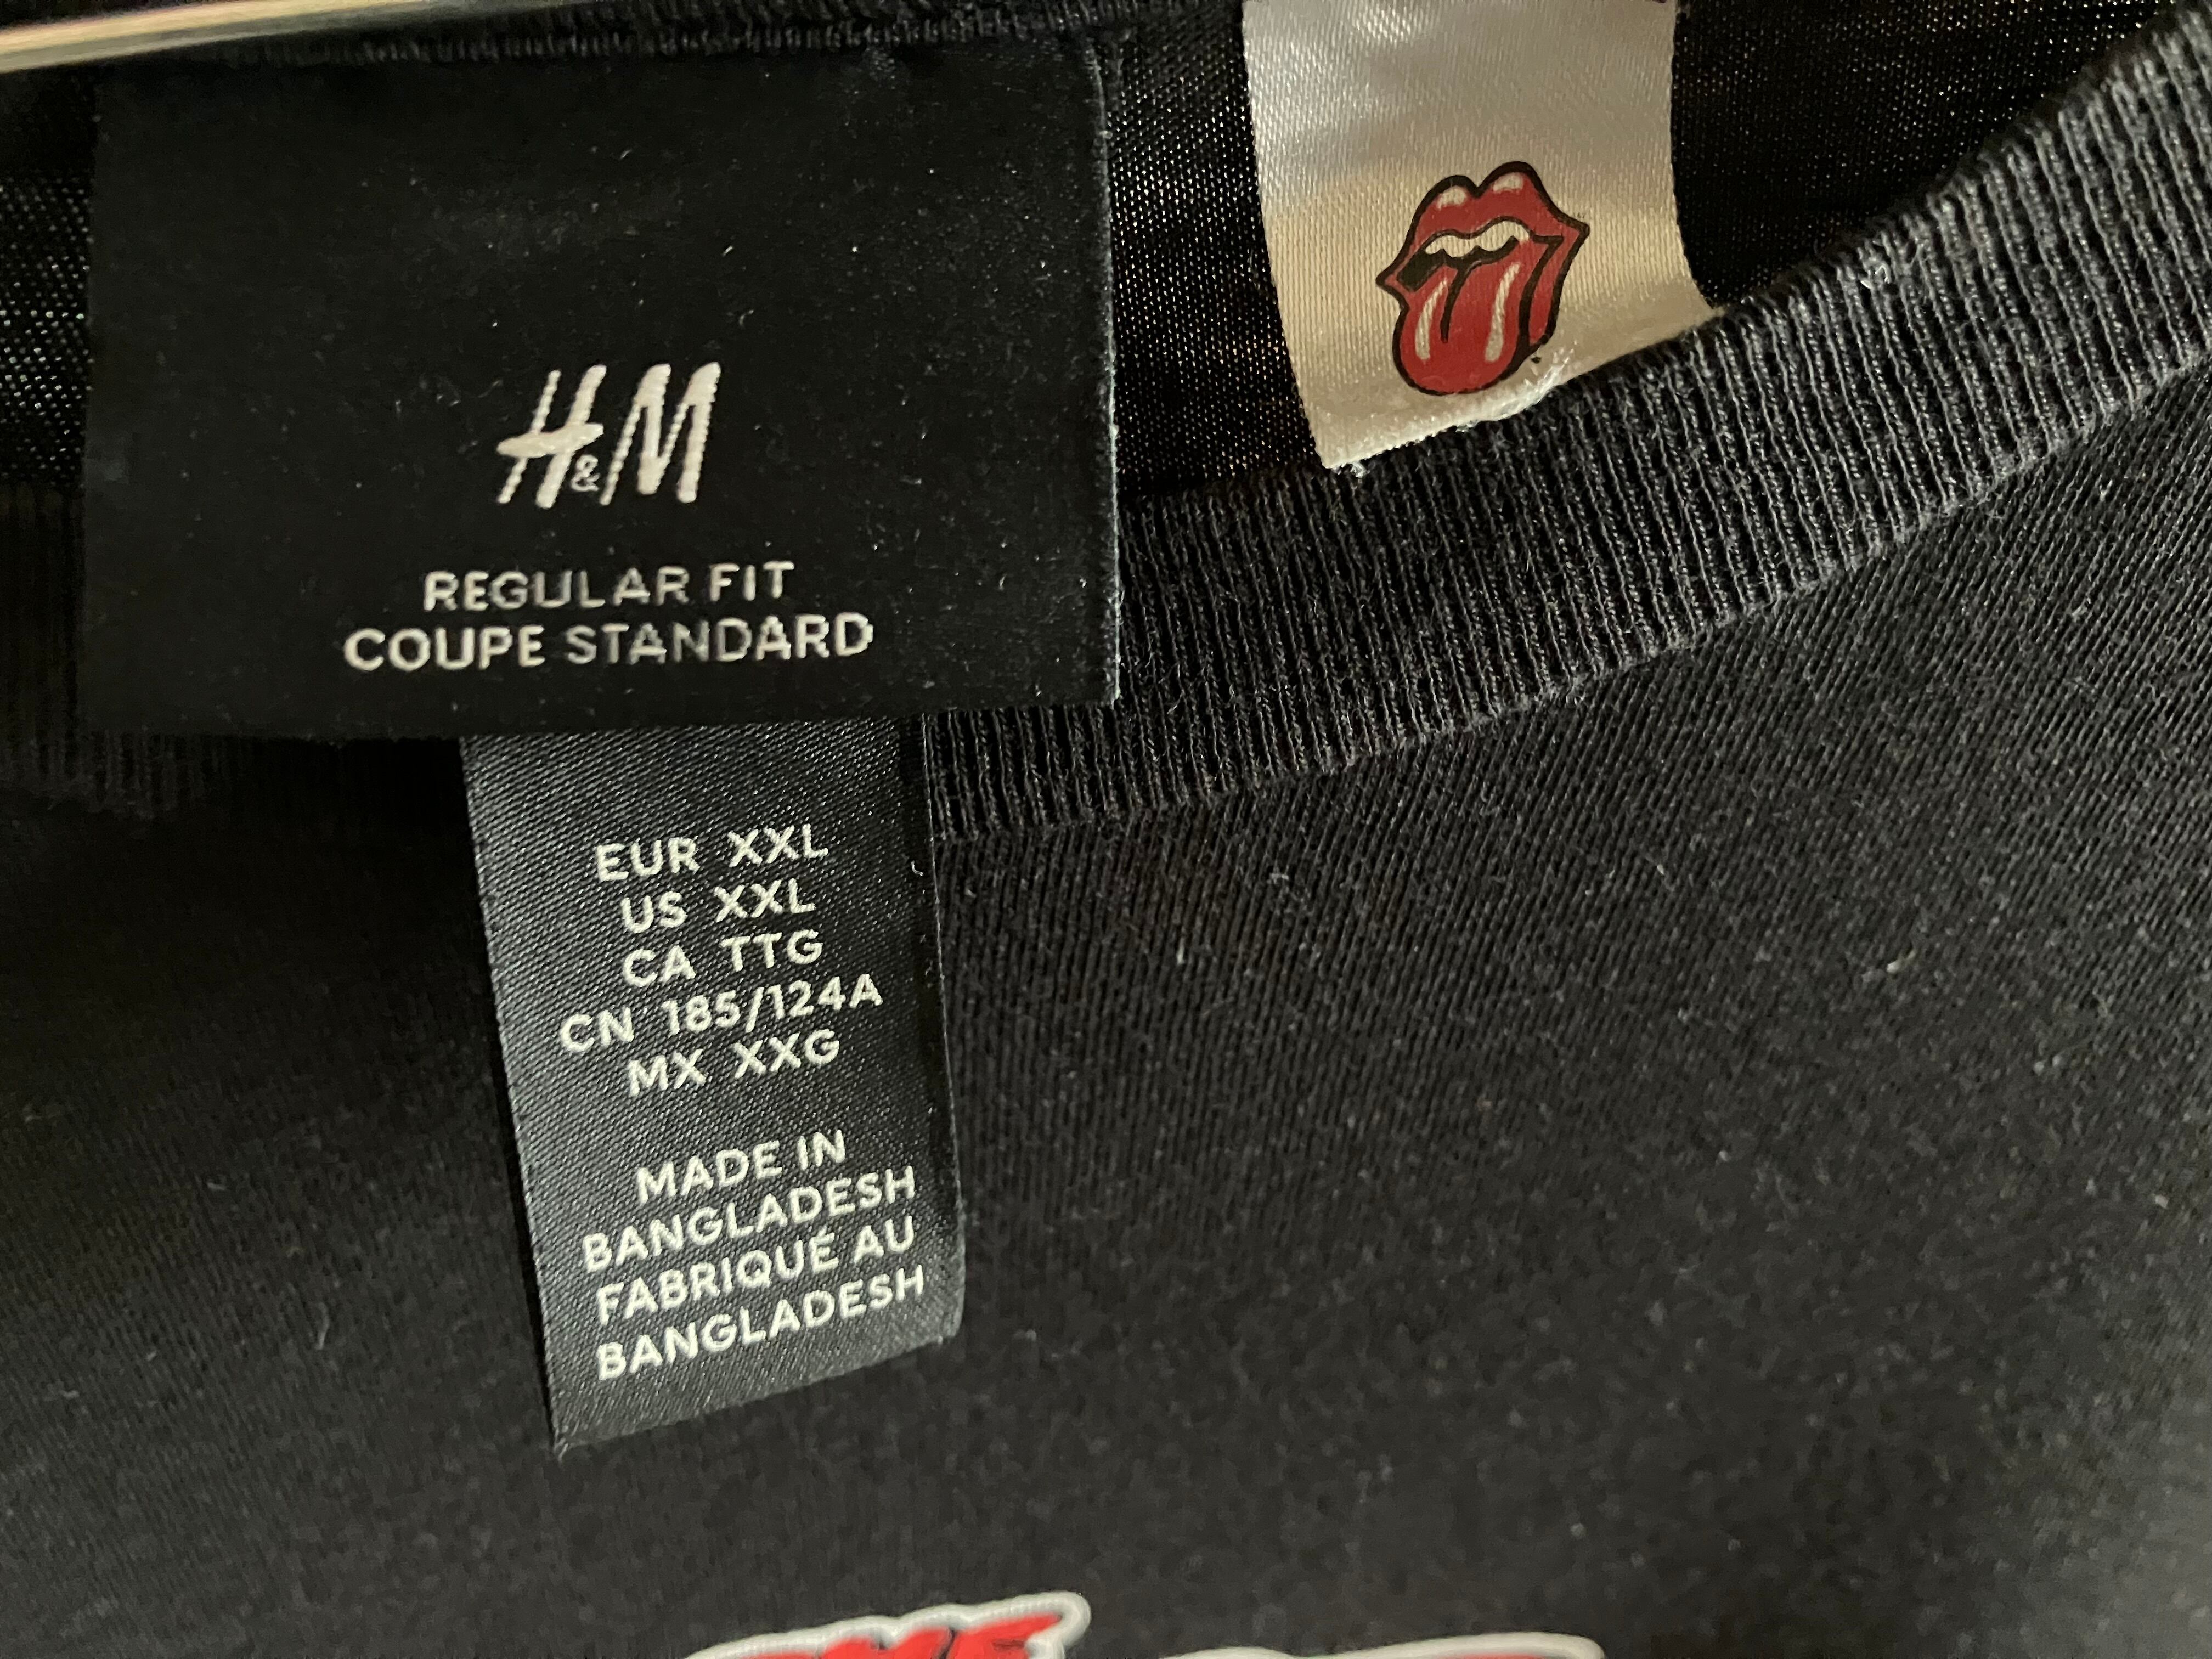 H&M
REGULAR FIT
COUPE STANDARD
EUR XXL
US XXL
CA TTG
CN 185/124A
MX XXG
MADE IN
BANGLADESH
FABRIQUÉ AU
BANGLADESH